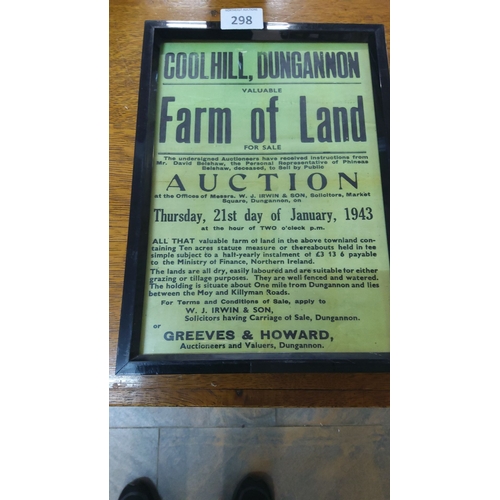 298
COOLHILL, DUNGANNON
VALUABLE
Farm of Land
FOR SALE
The undersigned Auctioneers have received instructions from
Mr. David Belshaw, the Personal Representative of Phineas
Belshaw, deceased, to Sell by Public
AUCTION
at the Offices of Messrs. W. J. IRWIN & SON, Solicitors, Market
Square, Dungannon, on
Thursday, 21st day of January, 1943
at the hour of TWO o'clock p.m.
ALL THAT valuable farm of land in the above townland con-
taining Ten acres statute measure or thereabouts held in fee
simple subject to a half-yearly instalment of £3 13 6 payable
to the Ministry of Finance, Northern Ireland.
The lands are all dry, easily laboured and are suitable for either
grazing or tillage purposes. They are well fenced and watered.
The holding is situate about One mile from Dungannon and lies
between the Moy and Killyman Roads.
For Terms and Conditions of Sale, apply to
W. J. IRWIN & SON,
Solicitors having Carriage of Sale, Dungannon.
or
GREEVES & HOWARD,
Auctioneers and Valuers, Dungannon.